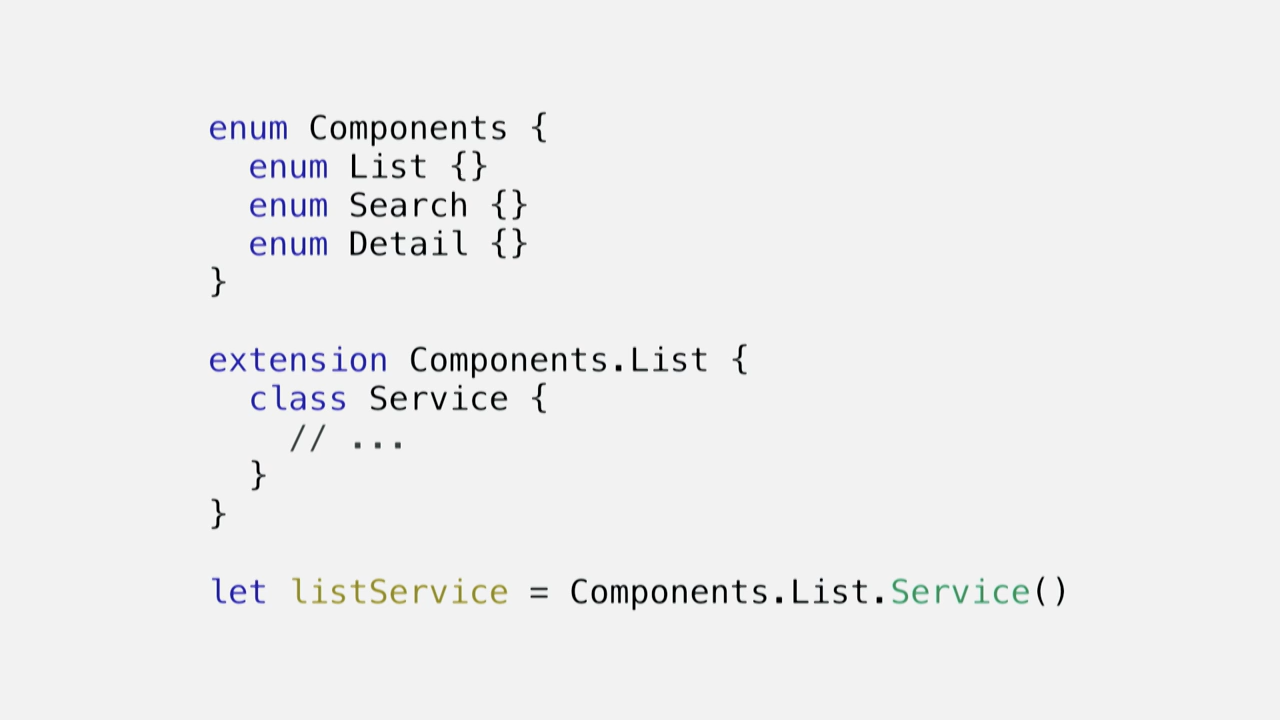 enum Components {
  enum List {}
  enum Search {}
  enum Detail {}
}

extension Components.List {
  class Service {
    // ...
  }
}

let listService = Components.List.Service()